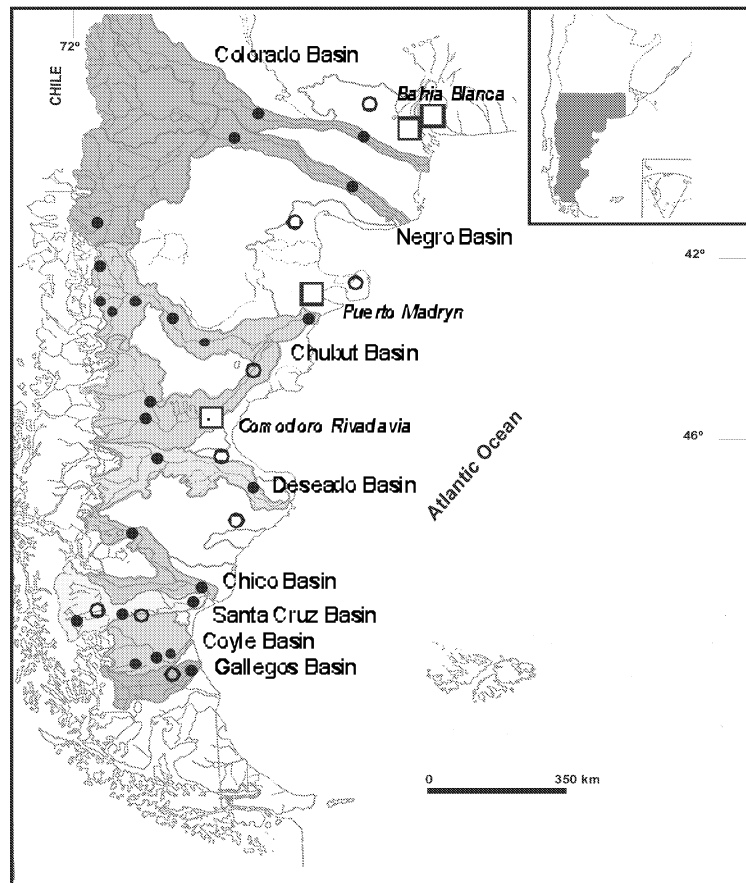 72°
CHILE
Colorado Basin
Bahia Blanca
Negro Basin
42°
Puerto Madryn
Chubut Basin
Comodoro Rivadavia
46°
Atlantic Ocean
Deseado Basin
Chico Basin
Santa Cruz Basin
Coyle Basin
Gallegos Basin
0 350 km